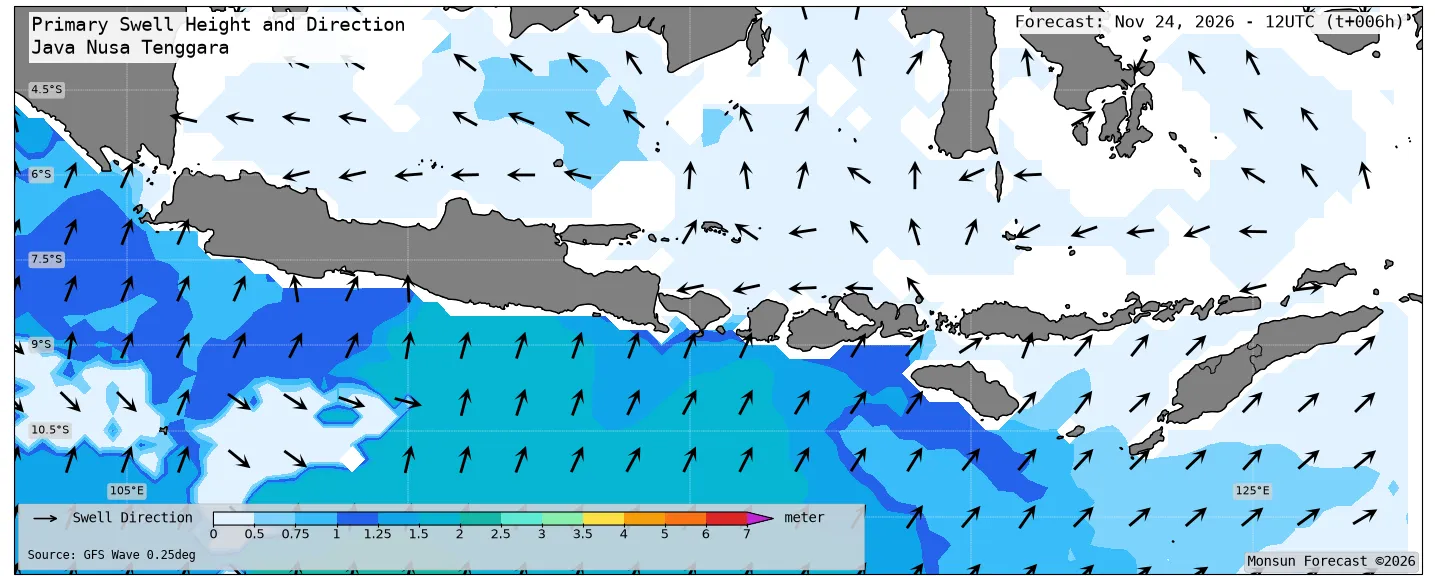 Primary Swell Height and Direction
Java Nusa Tenggara
Forecast: Nov 24, 2026 - 12UTC (t+006h)
4.5°S
6°S
7.5°S
9°S
10.5°S
105°E
125°E
Swell Direction
0 0.5 0.75 1 1.25 1.5 2 2.5 3 3.5 4 5 6 7
meter
Source: GFS Wave 0.25deg
Monsun Forecast ©2026